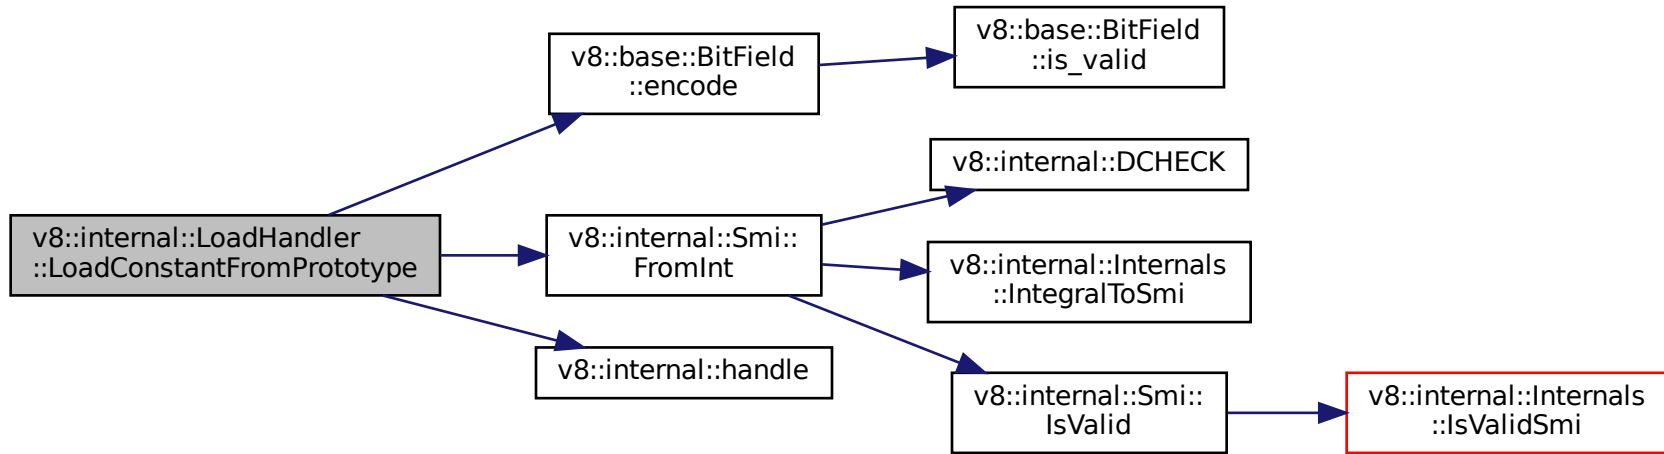 v8::internal::LoadHandler
::LoadConstantFromPrototype
v8::base::BitField
::encode
v8::base::BitField
::is_valid
v8::internal::Smi::
FromInt
v8::internal::DCHECK
v8::internal::Internals
::IntegralToSmi
v8::internal::Smi::
IsValid
v8::internal::Internals
::IsValidSmi
v8::internal::handle